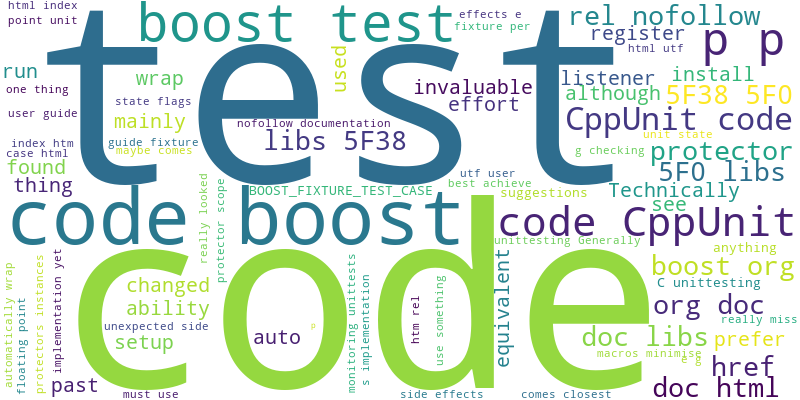 html index
point unit
boost test
effects e
fixture per
rel nofollow
register
html utf
p p
test
run
one thing
user guide
wrap
state flags
mainly
used
invaluable
effort
nofollow documentation
libs 5F38
listener
install
although
5F38 5F0
CppUnit code
unit state
index htm
case html
guide fixture
maybe comes
g checking
protector
found
thing
utf user
best achieve
suggestions
5F0 libs
Technically
see
BOOST_FIXTURE_TEST_CASE
really looked
protector scope
code boost
code CppUnit
unittesting Generally
anything
boost org
C unittesting
code
automatically wrap
floating point
protectors instances
implementation yet
changed
ability
unexpected side
setup
auto
p
monitoring unittests
s implementation
htm rel
use something
equivalent
org doc
really miss
doc libs
prefer
macros minimise
e g
href
past
must use
side effects
comes closest
doc html